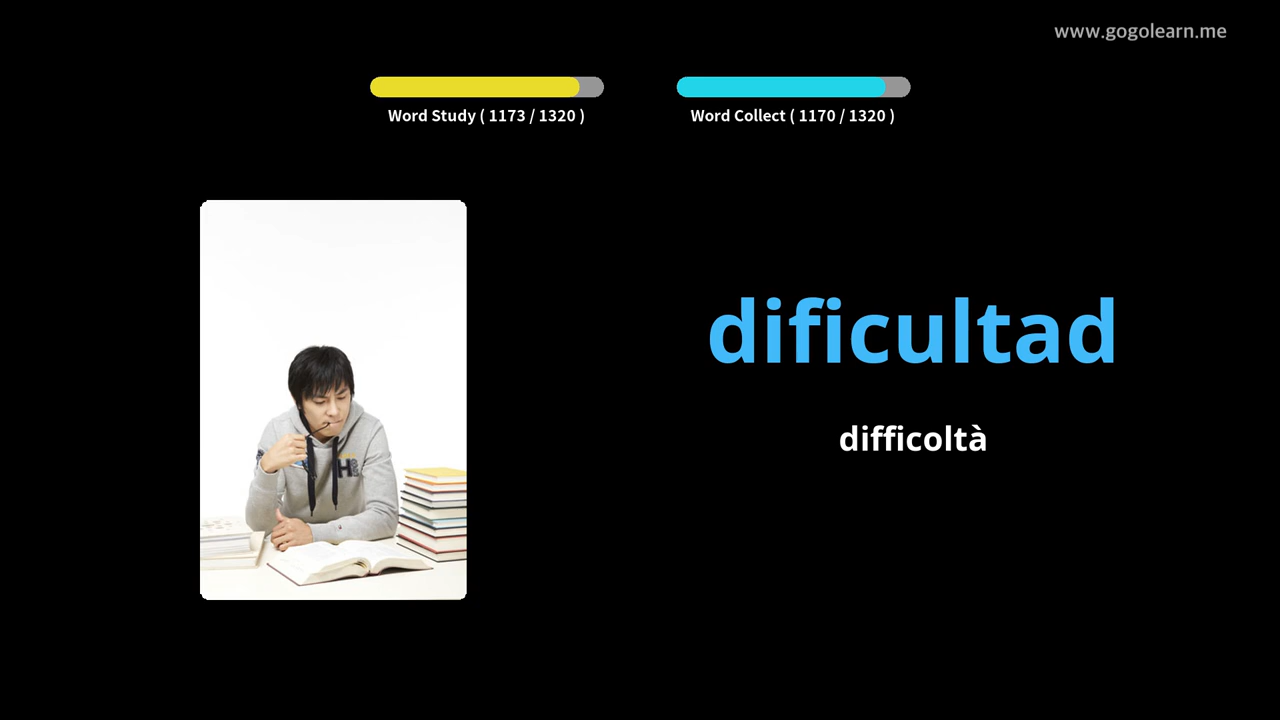 www.gogolearn.me
Word Study ( 1173 / 1320 )
Word Collect ( 1170 / 1320 )
dificultad
difficoltà
H